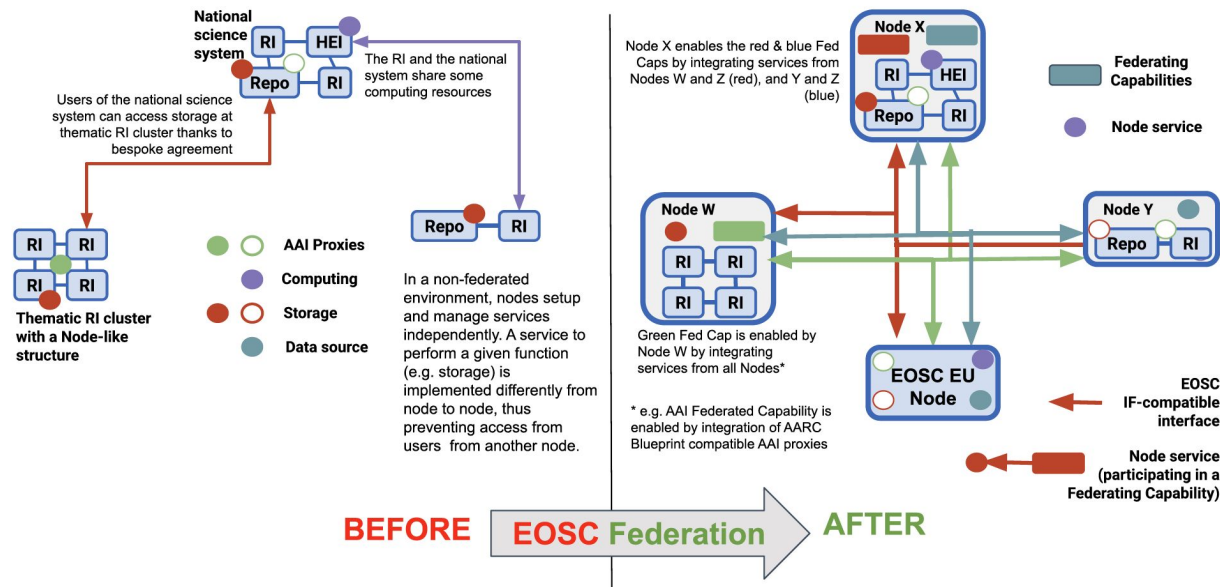 National
science
system
RI
HEI
Repo
RI
The RI and the national
system share some
computing resources
Users of the national science
system can access storage at
thematic RI cluster thanks to
bespoke agreement
Repo
RI
RI
RI
RI
RI
Thematic RI cluster
with a Node-like
structure
AAI Proxies
Computing
Storage
Data source
In a non-federated
environment, nodes setup
and manage services
independently. A service to
perform a given function
(e.g. storage) is
implemented differently from
node to node, thus
preventing access from
users from another node.
BEFORE
EOSC Federation
AFTER
Node X enables the red & blue Fed
Caps by integrating services from
Nodes W and Z (red), and Y and Z
(blue)
Node X
RI
HEI
Repo
RI
Federating
Capabilities
Node service
Node W
RI
RI
RI
RI
Node Y
Repo
RI
Green Fed Cap is enabled by
Node W by integrating
services from all Nodes*
* e.g. AAI Federated Capability is
enabled by integration of AARC
Blueprint compatible AAI proxies
EOSC EU
Node
EOSC
IF-compatible
interface
Node service
(participating in a
Federating Capability)